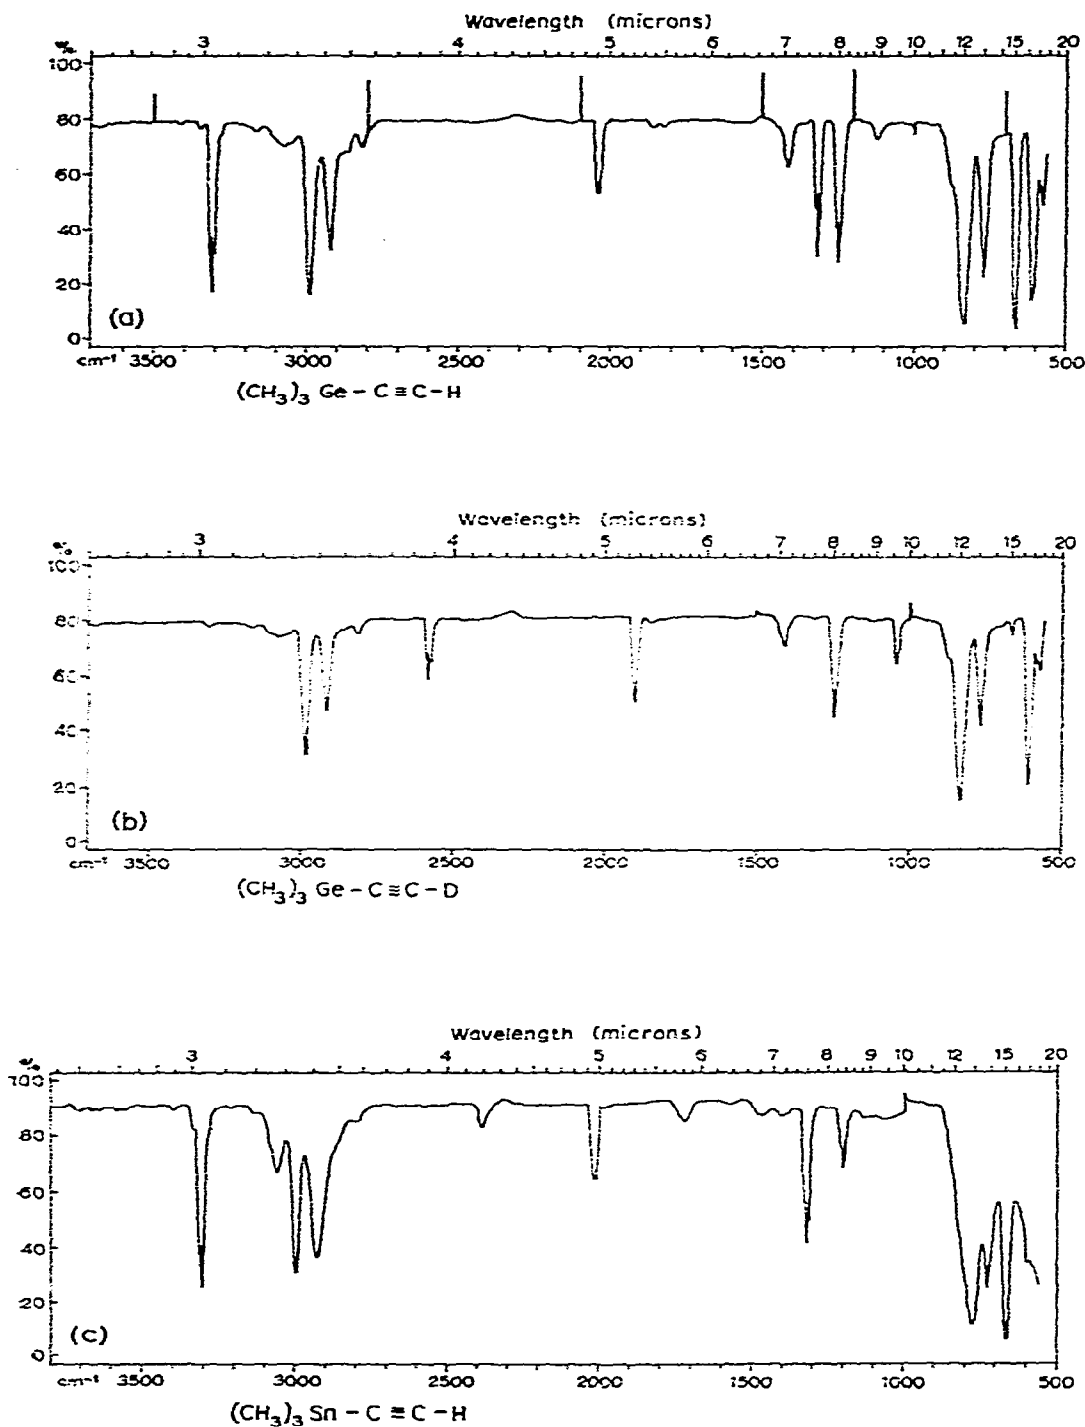 Wavelength (microns)
3 4 5 6 7 8 9 10 12 15 20
%
100
80
60
40
20
0
(a)
cm⁻¹ 3500 3000 2500 2000 1500 1000 500
(CH₃)₃ Ge – C ≡ C – H
Wavelength (microns)
3 4 5 6 7 8 9 10 12 15 20
%
100
80
60
40
20
0
(b)
cm⁻¹ 3500 3000 2500 2000 1500 1000 500
(CH₃)₃ Ge – C ≡ C – D
Wavelength (microns)
3 4 5 6 7 8 9 10 12 15 20
%
100
80
60
40
20
0
(c)
cm⁻¹ 3500 3000 2500 2000 1500 1000 500
(CH₃)₃ Sn – C ≡ C – H